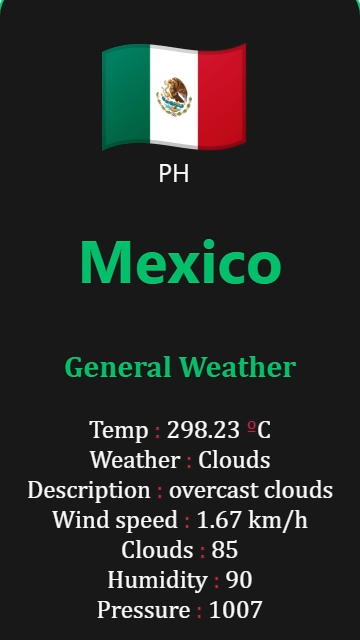 PH
Mexico
General Weather
Temp : 298.23 ºC
Weather : Clouds
Description : overcast clouds
Wind speed : 1.67 km/h
Clouds : 85
Humidity : 90
Pressure : 1007